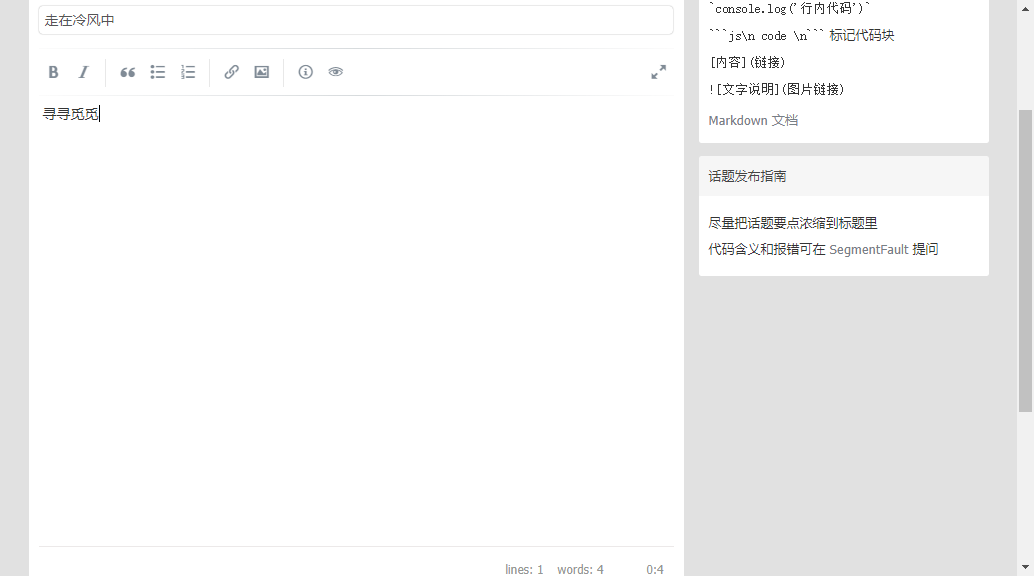 走在冷风中
寻寻觅觅
lines: 1 words: 4 0:4
`console.log('行内代码')`
```js\n code \n``` 标记代码块
[内容](链接)
![文字说明](图片链接)
Markdown 文档
话题发布指南
尽量把话题要点浓缩到标题里
代码含义和报错可在 SegmentFault 提问